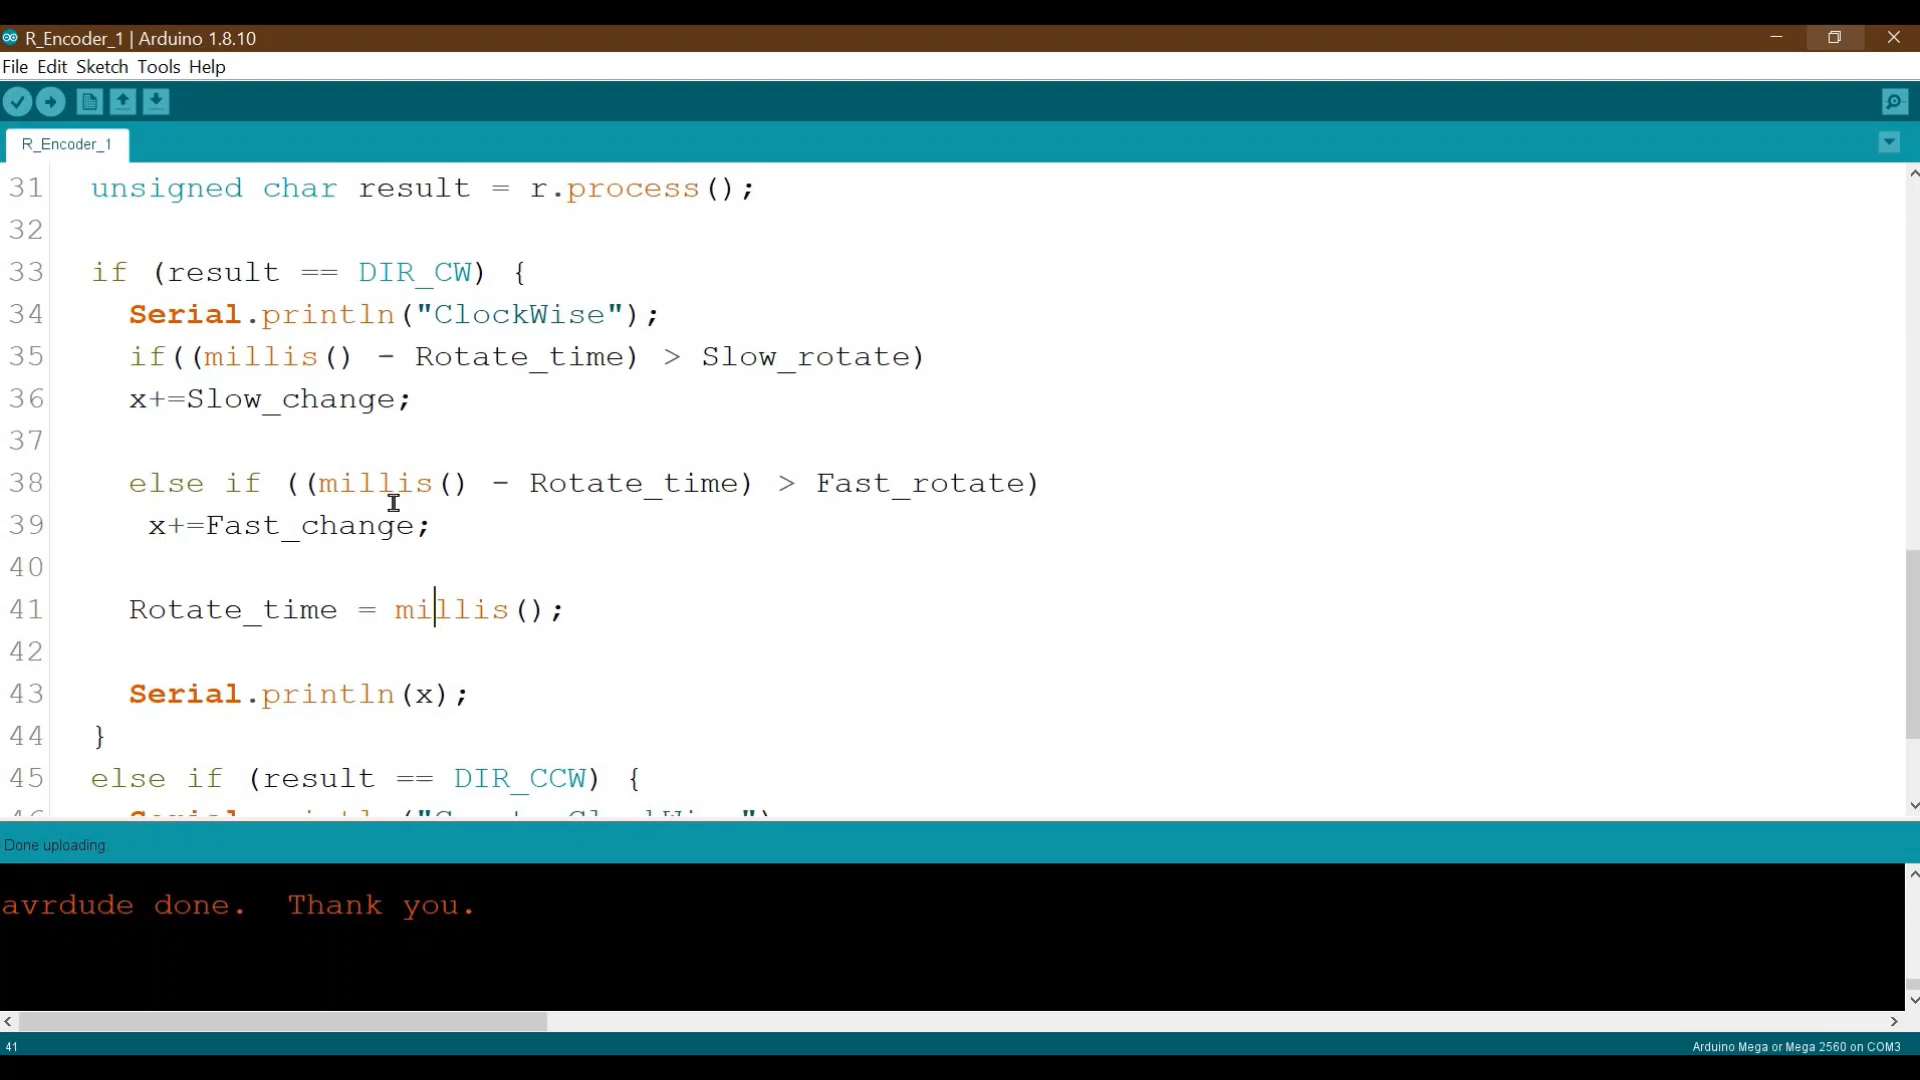 R_Encoder_1 | Arduino 1.8.10
File Edit Sketch Tools Help
R_Encoder_1
31 unsigned char result = r.process();
32
33 if (result == DIR_CW) {
34 Serial.println("ClockWise");
35 if((millis() - Rotate_time) > Slow_rotate)
36 x+=Slow_change;
37
38 else if ((millis() - Rotate_time) > Fast_rotate)
39 x+=Fast_change;
40
41 Rotate_time = millis();
42
43 Serial.println(x);
44 }
45 else if (result == DIR_CCW) {
Done uploading.
avrdude done.  Thank you.
41
Arduino Mega or Mega 2560 on COM3